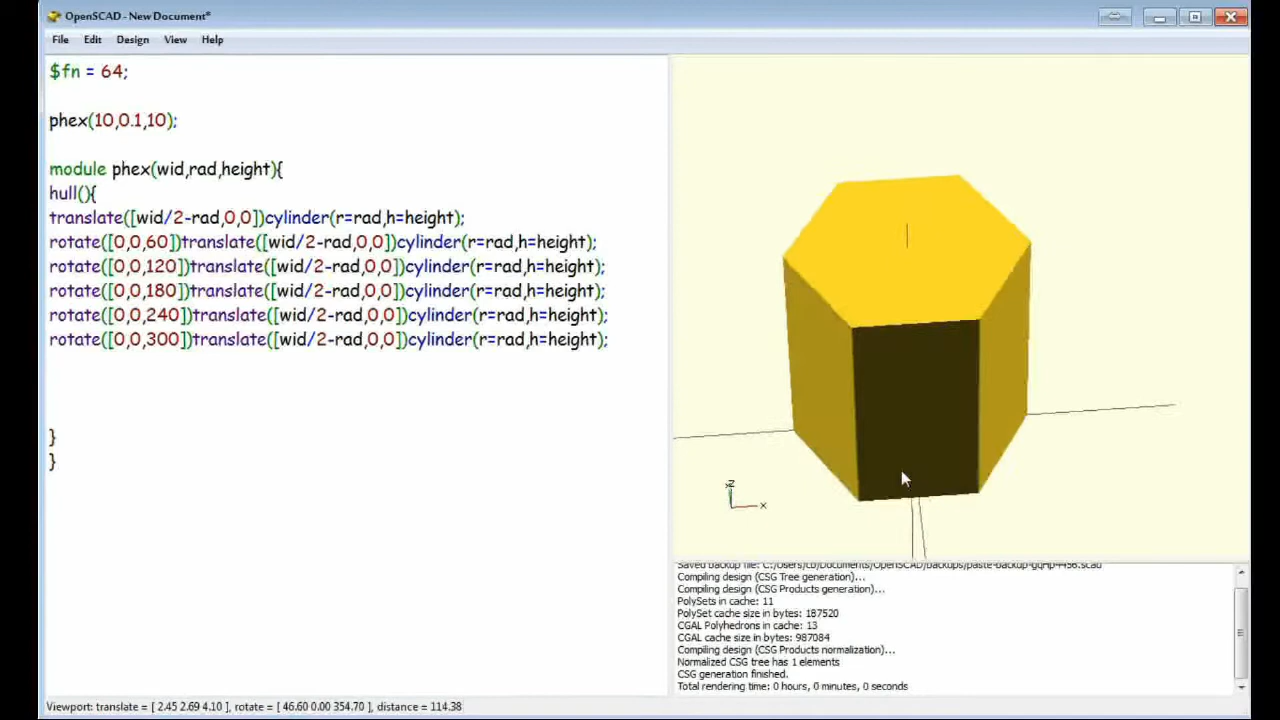 OpenSCAD - New Document*
File Edit Design View Help
$fn = 64;
phex(10,0.1,10);
module phex(wid,rad,height){
hull(){
translate([wid/2-rad,0,0])cylinder(r=rad,h=height);
rotate([0,0,60])translate([wid/2-rad,0,0])cylinder(r=rad,h=height);
rotate([0,0,120])translate([wid/2-rad,0,0])cylinder(r=rad,h=height);
rotate([0,0,180])translate([wid/2-rad,0,0])cylinder(r=rad,h=height);
rotate([0,0,240])translate([wid/2-rad,0,0])cylinder(r=rad,h=height);
rotate([0,0,300])translate([wid/2-rad,0,0])cylinder(r=rad,h=height);
}
}
z
x
Saved backup file: C:/Users/cb/Documents/OpenSCAD/backups/
Compiling design (CSG Tree generation)...
Compiling design (CSG Products generation)...
PolySets in cache: 11
PolySet cache size in bytes: 187520
CGAL Polyhedrons in cache: 13
CGAL cache size in bytes: 987084
Compiling design (CSG Products normalization)...
Normalized CSG tree has 1 elements
CSG generation finished.
Total rendering time: 0 hours, 0 minutes, 0 seconds
Viewport: translate = [ 2.45 2.69 4.10 ], rotate = [ 46.60 0.00 354.70 ], distance = 114.38